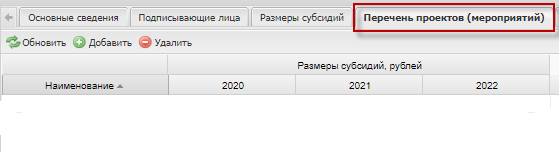 Основные сведения Подписывающие лица Размеры субсидий Перечень проектов (мероприятий)
Обновить Добавить Удалить
Размеры субсидий, рублей
Наименование 2020 2021 2022